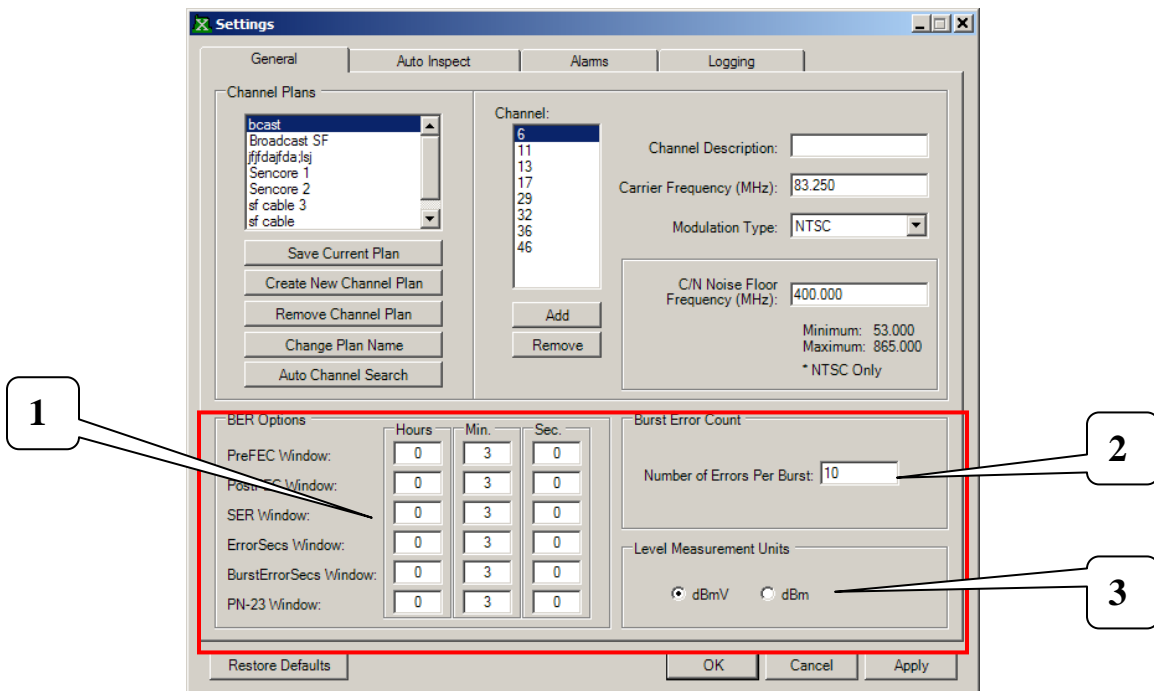 Settings
General
Auto Inspect
Alarms
Logging
Channel Plans
bcast
Broadcast SF
jfjfdajfda;lsj
Sencore 1
Sencore 2
sf cable 3
sf cable
Save Current Plan
Create New Channel Plan
Remove Channel Plan
Change Plan Name
Auto Channel Search
Channel:
6
11
13
17
29
32
36
46
Add
Remove
Channel Description:
Carrier Frequency (MHz): 83.250
Modulation Type: NTSC
C/N Noise Floor
Frequency (MHz): 400.000
Minimum: 53.000
Maximum: 865.000
* NTSC Only
1
BER Options
Hours Min. Sec.
PreFEC Window: 0 3 0
PostFEC Window: 0 3 0
SER Window: 0 3 0
ErrorSecs Window: 0 3 0
BurstErrorSecs Window: 0 3 0
PN-23 Window: 0 3 0
Burst Error Count
Number of Errors Per Burst: 10
2
Level Measurement Units
dBmV dBm
3
Restore Defaults
OK
Cancel
Apply